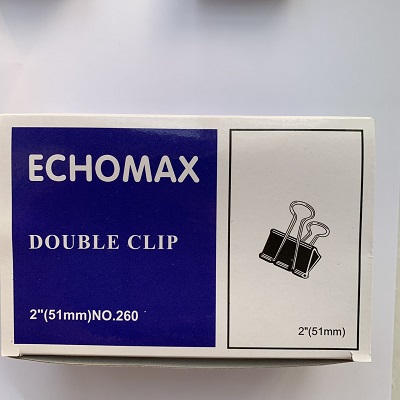 ECHOMAX
DOUBLE CLIP
2"(51mm)NO.260
2"(51mm)